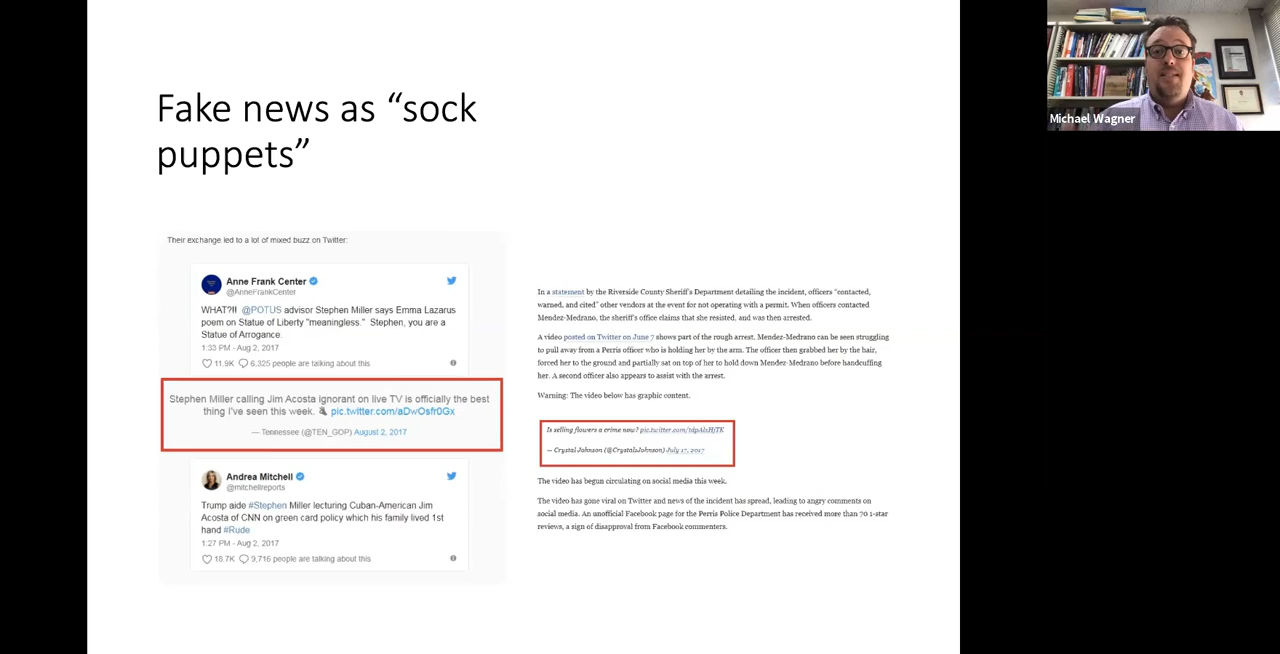 Fake news as “sock
puppets”
Michael Wagner
Their exchange led to a lot of mixed buzz on Twitter:
Anne Frank Center
@AnneFrankCenter
WHAT?!! @POTUS advisor Stephen Miller says Emma Lazarus
poem on Statue of Liberty "meaningless." Stephen, you are a
Statue of Arrogance.
1:33 PM - Aug 2, 2017
11.9K 6,325 people are talking about this
Stephen Miller calling Jim Acosta ignorant on live TV is officially the best
thing I've seen this week. pic.twitter.com/aDwOsfr0Gx
— Tennessee (@TEN_GOP) August 2, 2017
Andrea Mitchell
@mitchellreports
Trump aide #Stephen Miller lecturing Cuban-American Jim
Acosta of CNN on green card policy which his family lived 1st
hand #Rude
1:27 PM - Aug 2, 2017
18.7K 9,716 people are talking about this
In a statement by the Riverside County Sheriff's Department detailing the incident, officers "contacted,
warned, and cited" other vendors at the event for not operating with a permit. When officers contacted
Mendez-Medrano, the sheriff's office claims that she resisted, and was then arrested.
A video posted on Twitter on June 7 shows part of the rough arrest. Mendez-Medrano can be seen struggling
to pull away from a Perris officer who is holding her by the arm. The officer then grabbed her by the hair,
forced her to the ground and partially sat on top of her to hold down Mendez-Medrano before handcuffing
her. A second officer also appears to assist with the arrest.
Warning: The video below has graphic content.
Is selling flowers a crime now?
— Crystal Johnson (@Crystal1Johnson) July 17, 2017
The video has begun circulating on social media this week.
The video has gone viral on Twitter and news of the incident has spread, leading to angry comments on
social media. An unofficial Facebook page for the Perris Police Department has received more than 70 1-star
reviews, a sign of disapproval from Facebook commenters.